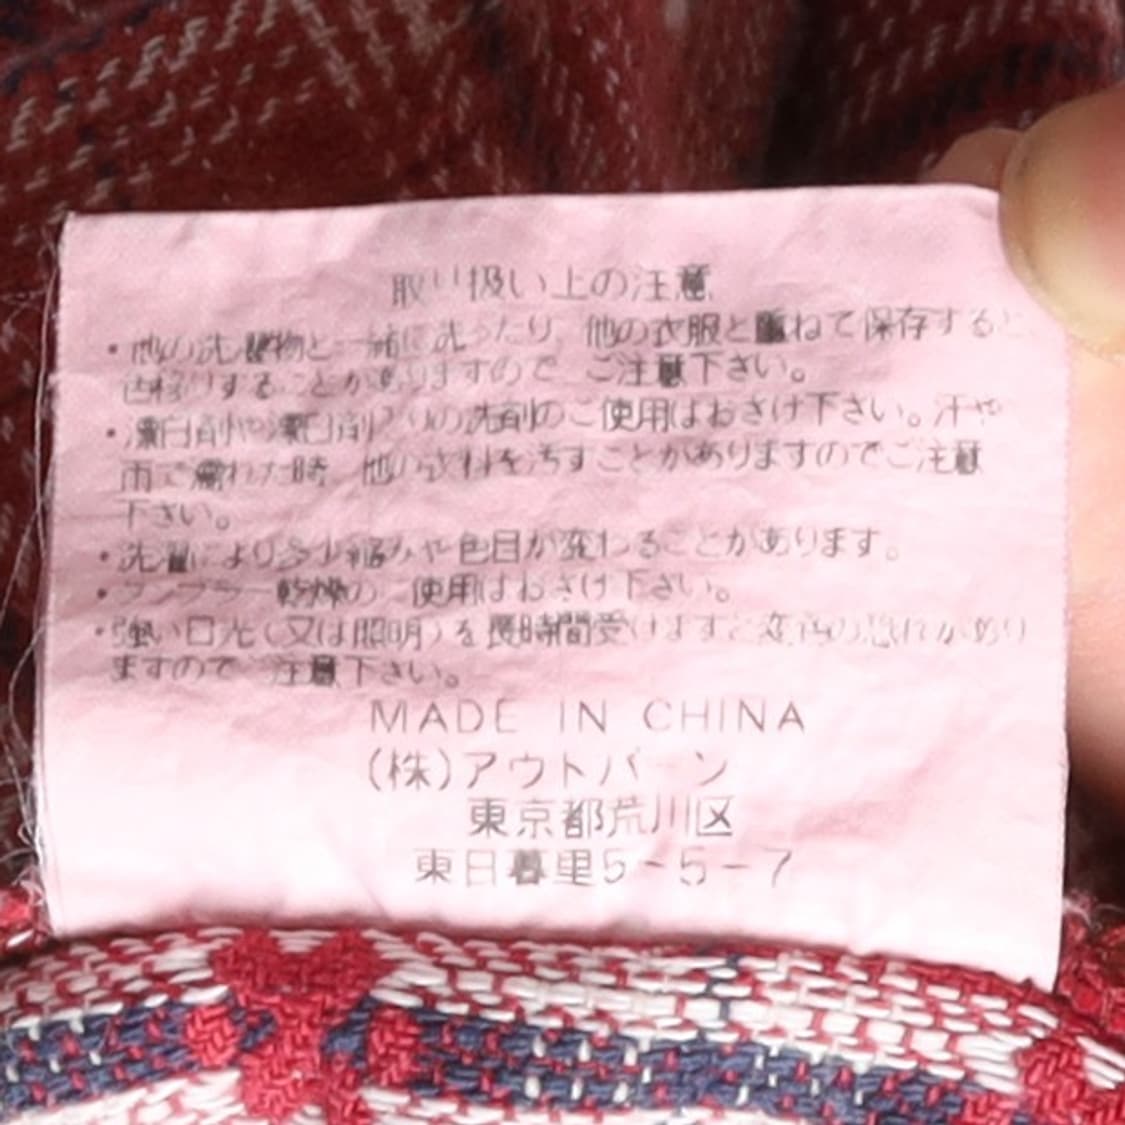 取り扱い上の注意
・他の洗濯物と一緒に洗ったり 他の衣服と重ねて保存すると
色移りすることがありますのでご注意下さい。
・漂白剤や漂白剤入りの洗剤のご使用はおさけ下さい。汗や
雨で濡れた時 他の衣料を汚すことがありますのでご注意
下さい。
・洗濯により多少縮みや色目が変わることがあります。
・タンブラー乾燥のご使用はおさけ下さい。
・強い日光(又は照明)を長時間受けますと変色の恐れがあり
ますのでご注意下さい。
MADE IN CHINA
(株)アウトバーン
東京都荒川区
東日暮里5-5-7